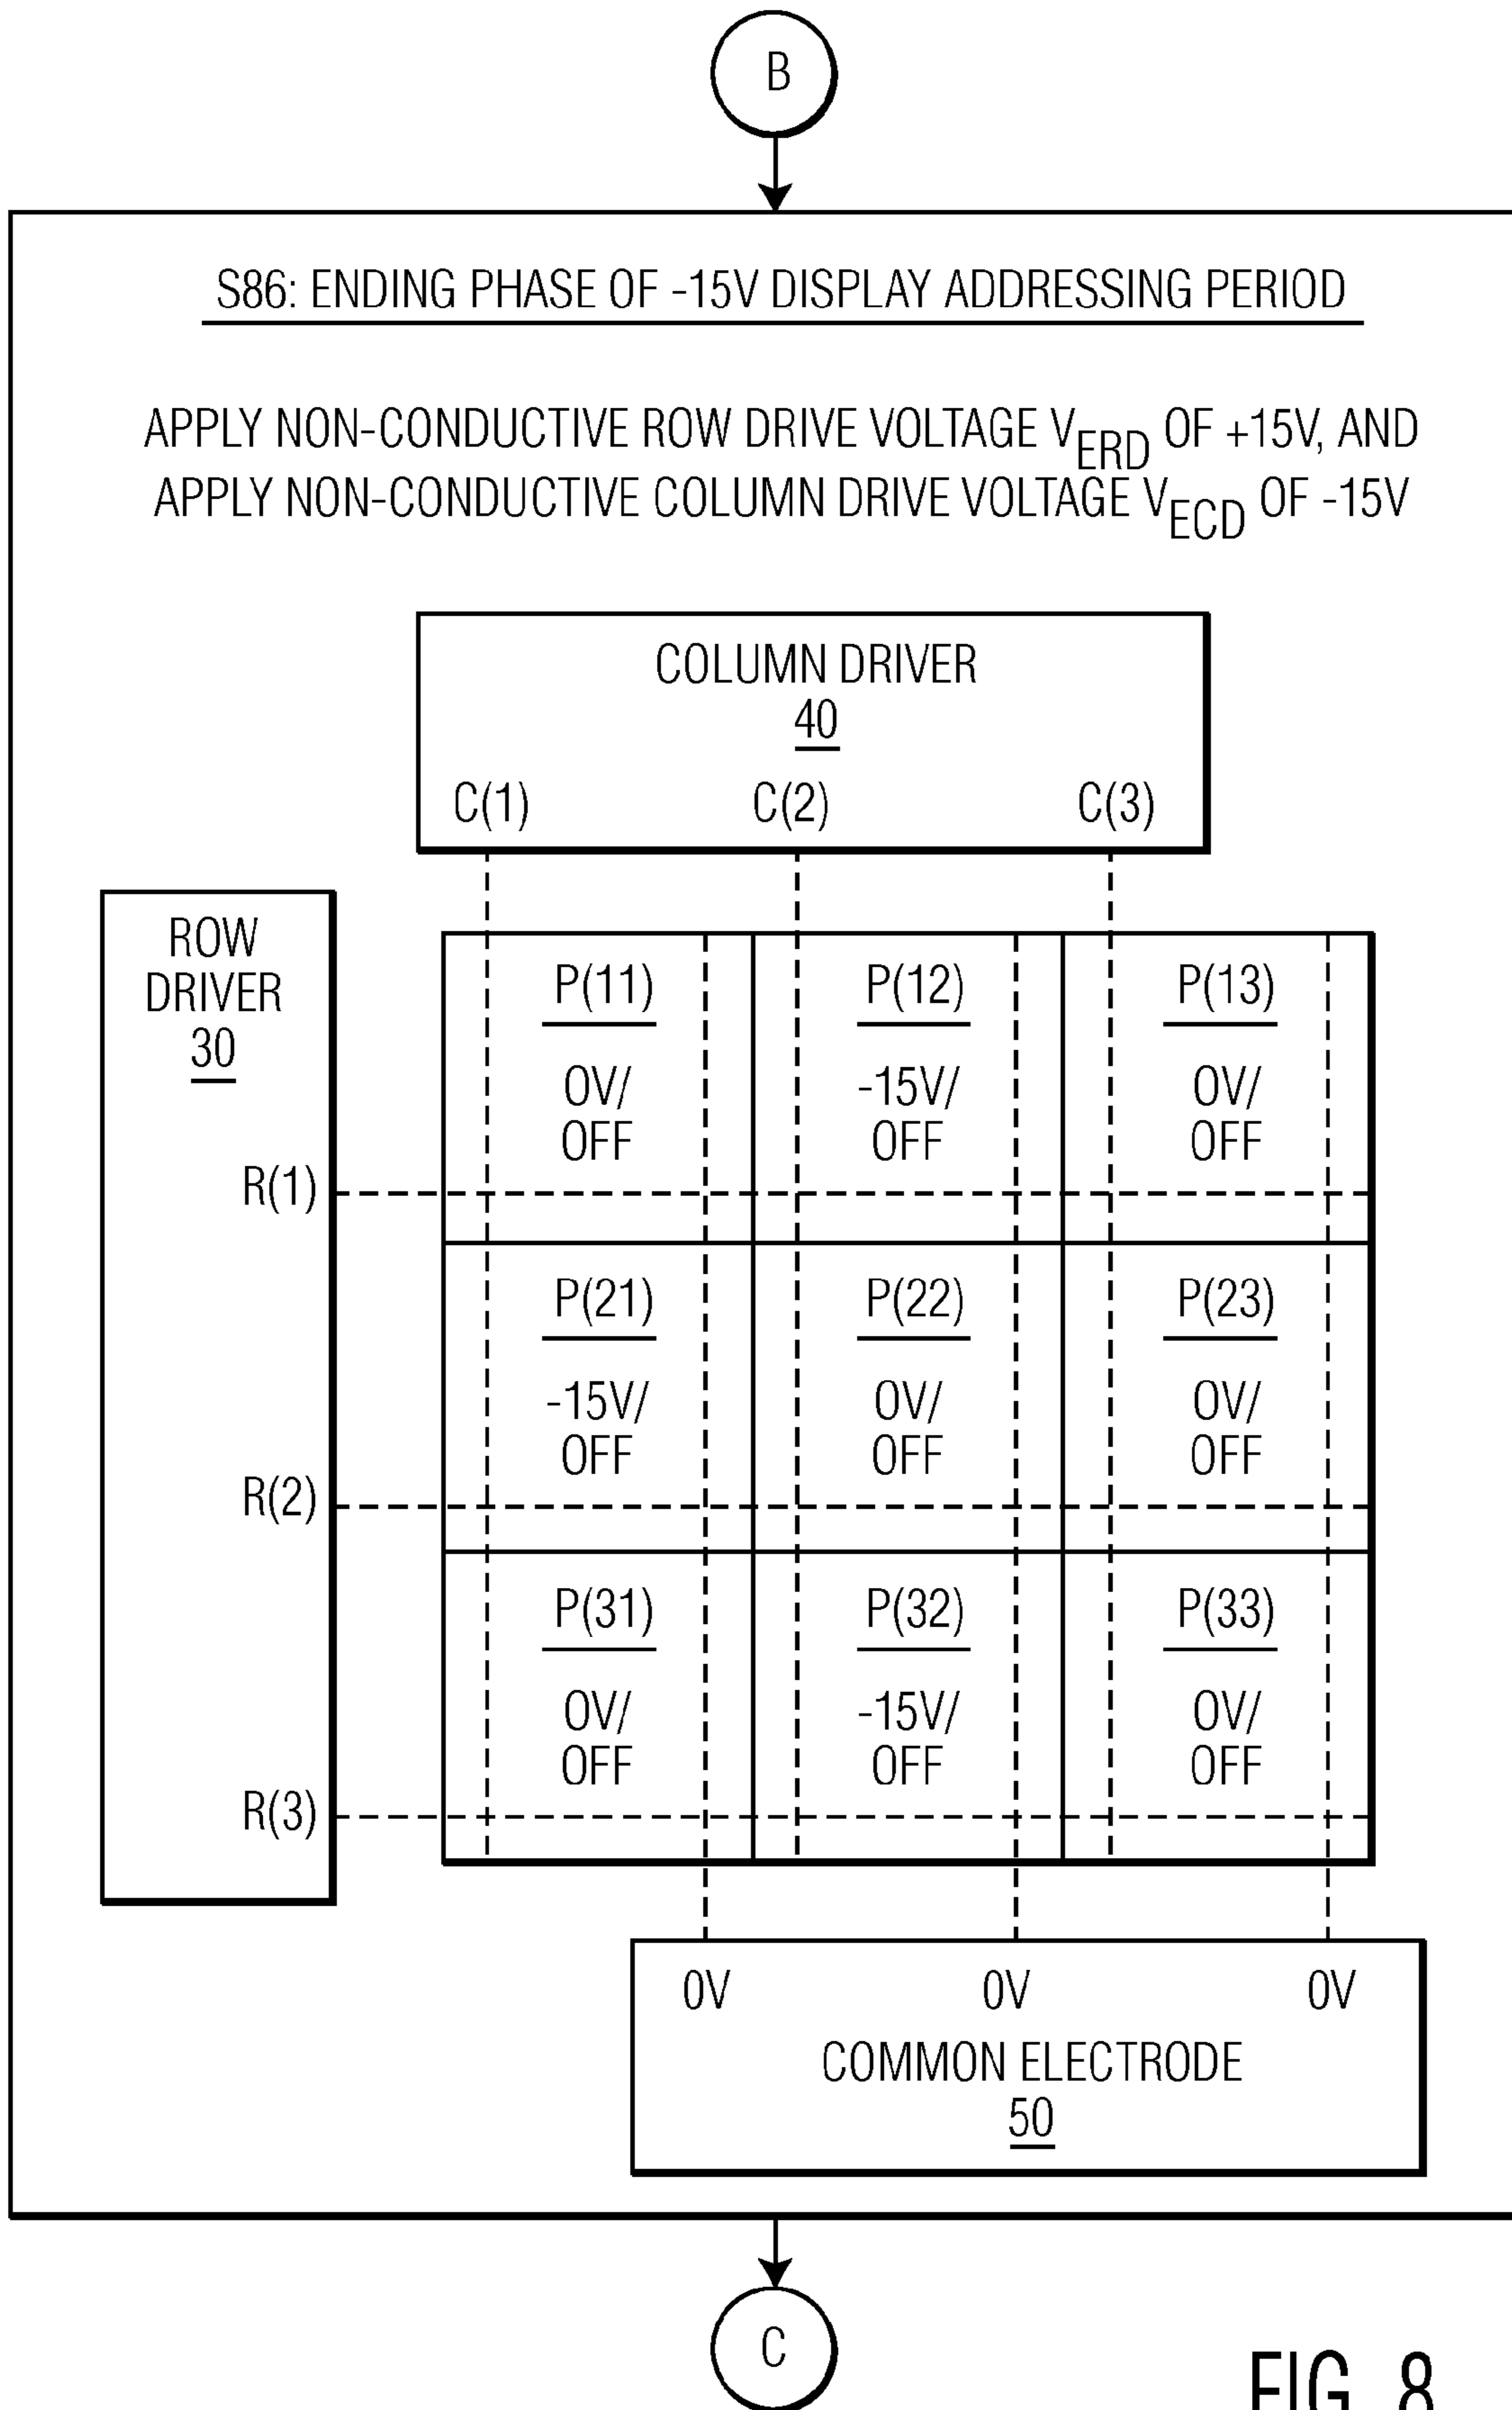 B
S86: ENDING PHASE OF -15V DISPLAY ADDRESSING PERIOD
APPLY NON-CONDUCTIVE ROW DRIVE VOLTAGE VERD OF +15V, AND
APPLY NON-CONDUCTIVE COLUMN DRIVE VOLTAGE VECD OF -15V
COLUMN DRIVER
40
C(1) C(2) C(3)
ROW
DRIVER
30
P(11) P(12) P(13)
0V/ -15V/ 0V/
OFF OFF OFF
R(1)
P(21) P(22) P(23)
-15V/ 0V/ 0V/
OFF OFF OFF
R(2)
P(31) P(32) P(33)
0V/ -15V/ 0V/
OFF OFF OFF
R(3)
0V 0V 0V
COMMON ELECTRODE
50
C
FIG. 8